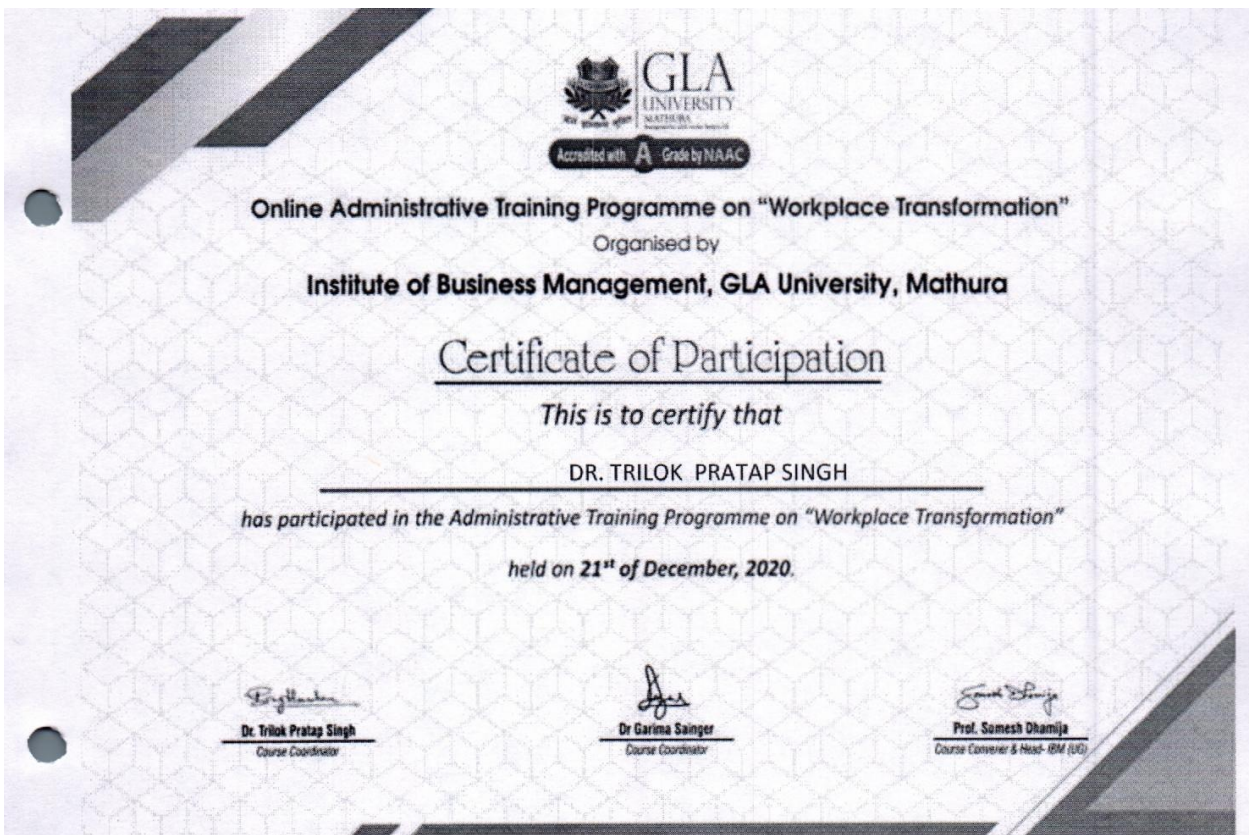 GLA
UNIVERSITY
MATHURA
Accredited with A Grade by NAAC
Online Administrative Training Programme on “Workplace Transformation”
Organised by
Institute of Business Management, GLA University, Mathura
Certificate of Participation
This is to certify that
DR. TRILOK PRATAP SINGH
has participated in the Administrative Training Programme on “Workplace Transformation”
held on 21st of December, 2020.
Dr. Trilok Pratap Singh
Course Coordinator
Dr Garima Sainger
Course Coordinator
Prof. Somesh Dhamija
Course Convener & Head- IBM (UG)